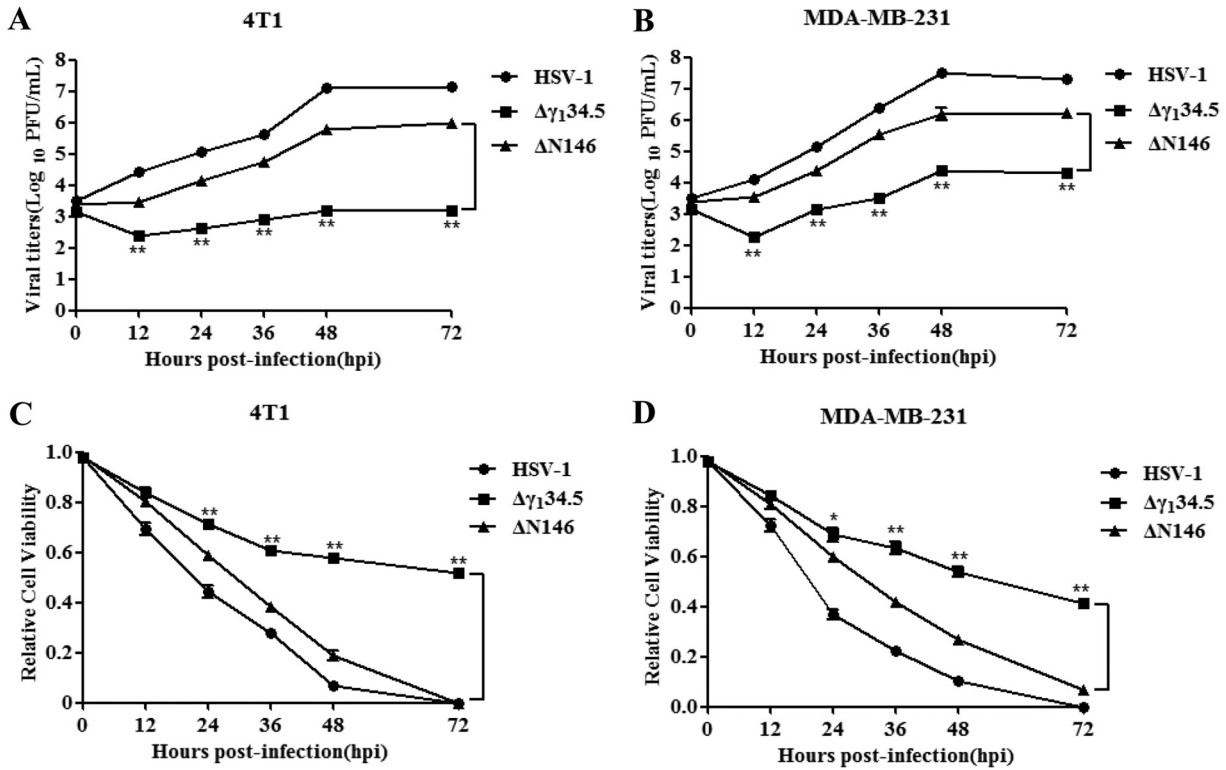 A
4T1
Viral titers(Log 10 PFU/mL)
8
7
6
5
4
3
2
1
0
0 12 24 36 48 72
Hours post-infection(hpi)
** ** ** ** **
HSV-1
Δγ134.5
ΔN146
B
MDA-MB-231
Viral titers(Log 10 PFU/mL)
8
7
6
5
4
3
2
1
0
0 12 24 36 48 72
Hours post-infection(hpi)
** ** ** ** **
HSV-1
Δγ134.5
ΔN146
C
4T1
Relative Cell Viability
1.0
0.8
0.6
0.4
0.2
0
0 12 24 36 48 72
Hours post-infection(hpi)
** ** ** **
HSV-1
Δγ134.5
ΔN146
D
MDA-MB-231
Relative Cell Viability
1.0
0.8
0.6
0.4
0.2
0.0
0 12 24 36 48 72
Hours post-infection(hpi)
* ** ** **
HSV-1
Δγ134.5
ΔN146